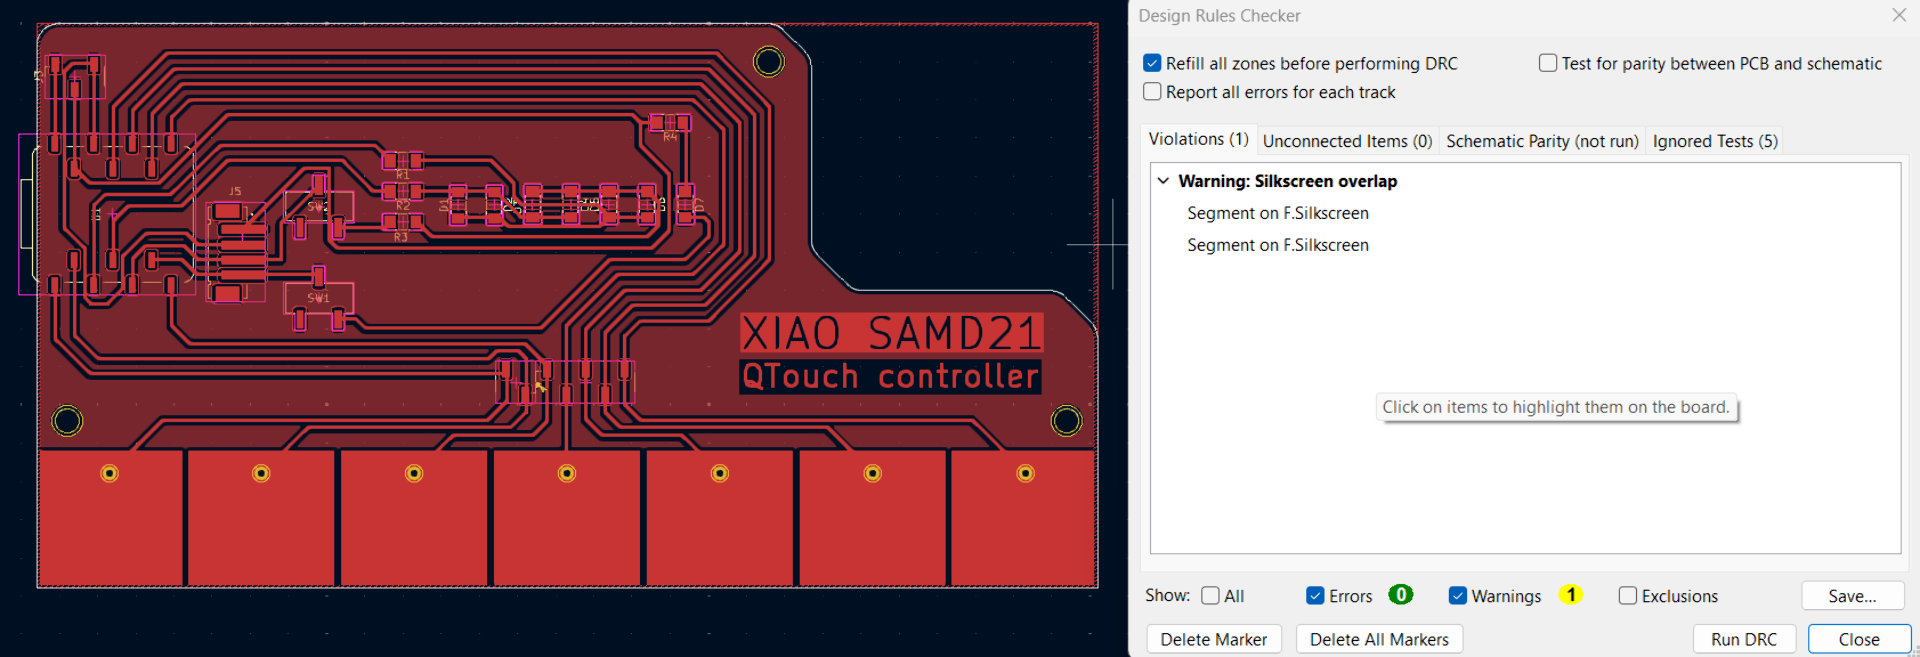 Design Rules Checker
Refill all zones before performing DRC
Test for parity between PCB and schematic
Report all errors for each track
Violations (1)
Unconnected Items (0)
Schematic Parity (not run)
Ignored Tests (5)
Warning: Silkscreen overlap
Segment on F.Silkscreen
Segment on F.Silkscreen
Click on items to highlight them on the board.
Show:
All
Errors
0
Warnings
1
Exclusions
Save...
Delete Marker
Delete All Markers
Run DRC
Close
R4
R1
J5
R2
D1
D7
R3
SW1
XIAO SAMD21
QTouch controller